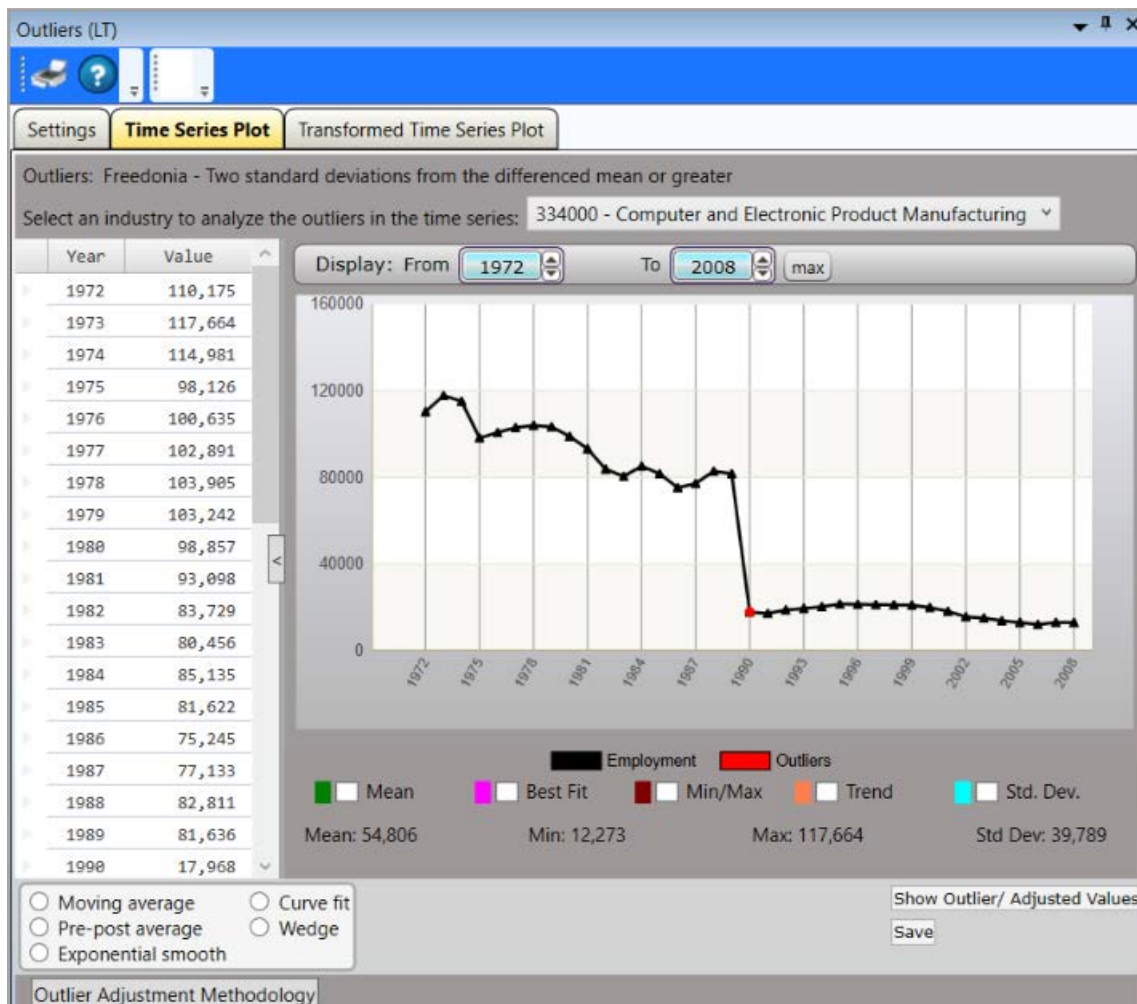 Outliers (LT)
?
Settings Time Series Plot Transformed Time Series Plot
Outliers: Freedonia - Two standard deviations from the differenced mean or greater
Select an industry to analyze the outliers in the time series: 334000 - Computer and Electronic Product Manufacturing
Year Value
1972 110,175
1973 117,664
1974 114,981
1975 98,126
1976 100,635
1977 102,891
1978 103,905
1979 103,242
1980 98,857
1981 93,098
1982 83,729
1983 80,456
1984 85,135
1985 81,622
1986 75,245
1987 77,133
1988 82,811
1989 81,636
1990 17,968
<
Display: From 1972 To 2008 max
160000
120000
80000
40000
0
1972 1975 1978 1981 1984 1987 1990 1993 1996 1999 2002 2005 2008
Employment Outliers
Mean Best Fit Min/Max Trend Std. Dev.
Mean: 54,806 Min: 12,273 Max: 117,664 Std Dev: 39,789
Moving average Curve fit
Pre-post average Wedge
Exponential smooth
Show Outlier/ Adjusted Values
Save
Outlier Adjustment Methodology